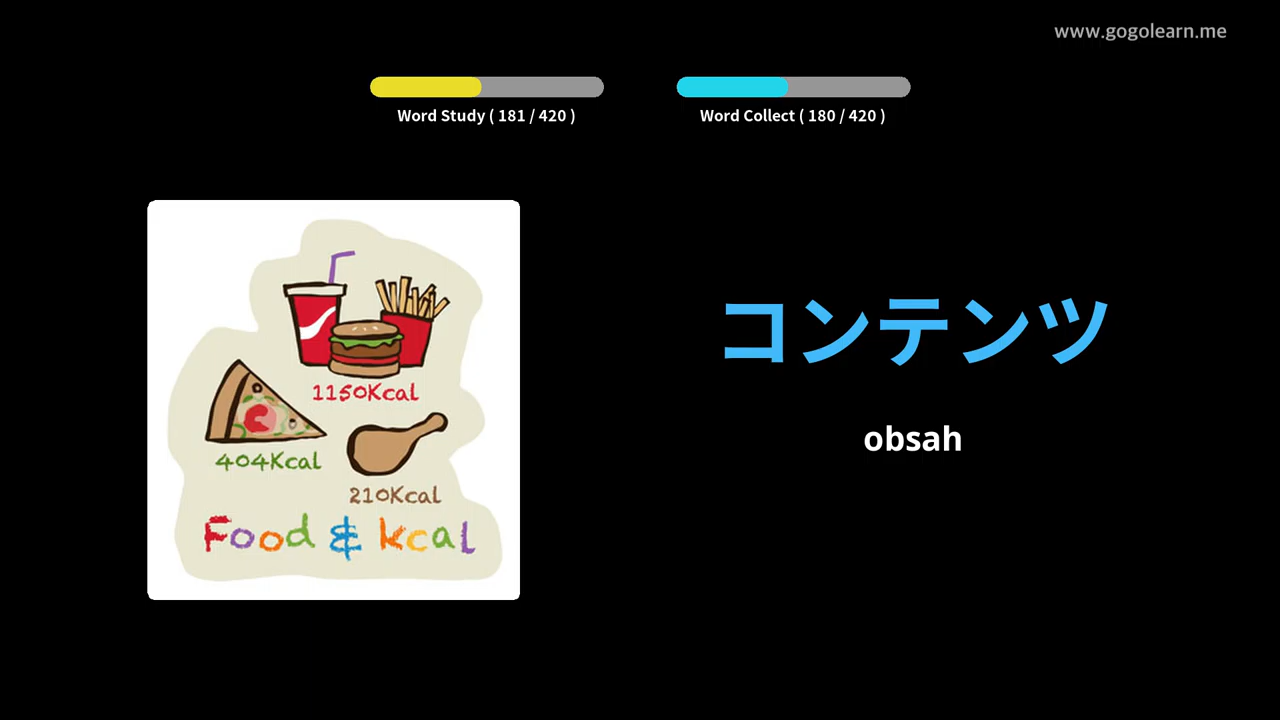 www.gogolearn.me
Word Study ( 181 / 420 )
Word Collect ( 180 / 420 )
1150Kcal
404Kcal
210Kcal
Food & kcal
コンテンツ
obsah